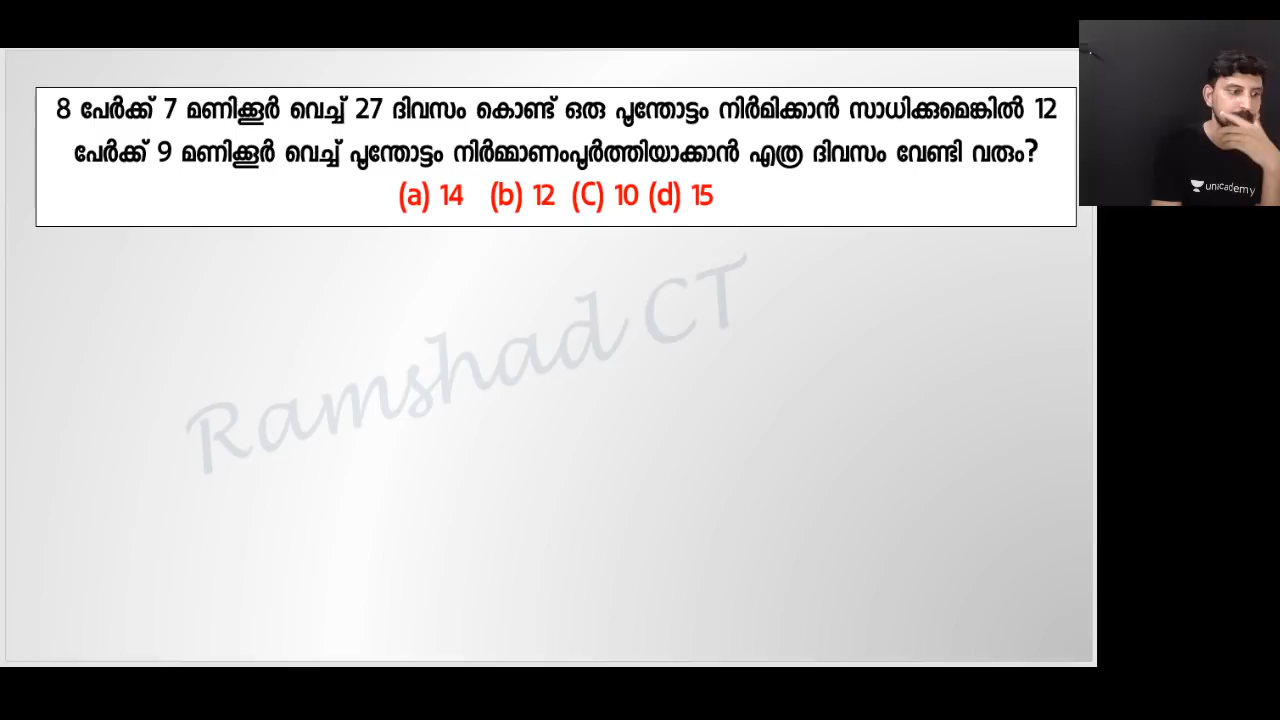 8 പേർക്ക് 7 മണിക്കൂർ വെച്ച് 27 ദിവസം കൊണ്ട് ഒരു പൂന്തോട്ടം നിർമിക്കാൻ സാധിക്കുമെങ്കിൽ 12
പേർക്ക് 9 മണിക്കൂർ വെച്ച് പൂന്തോട്ടം നിർമ്മാണംപൂർത്തിയാക്കാൻ എത്ര ദിവസം വേണ്ടി വരും?
(a) 14 (b) 12 (C) 10 (d) 15
Ramshad CT
unacademy